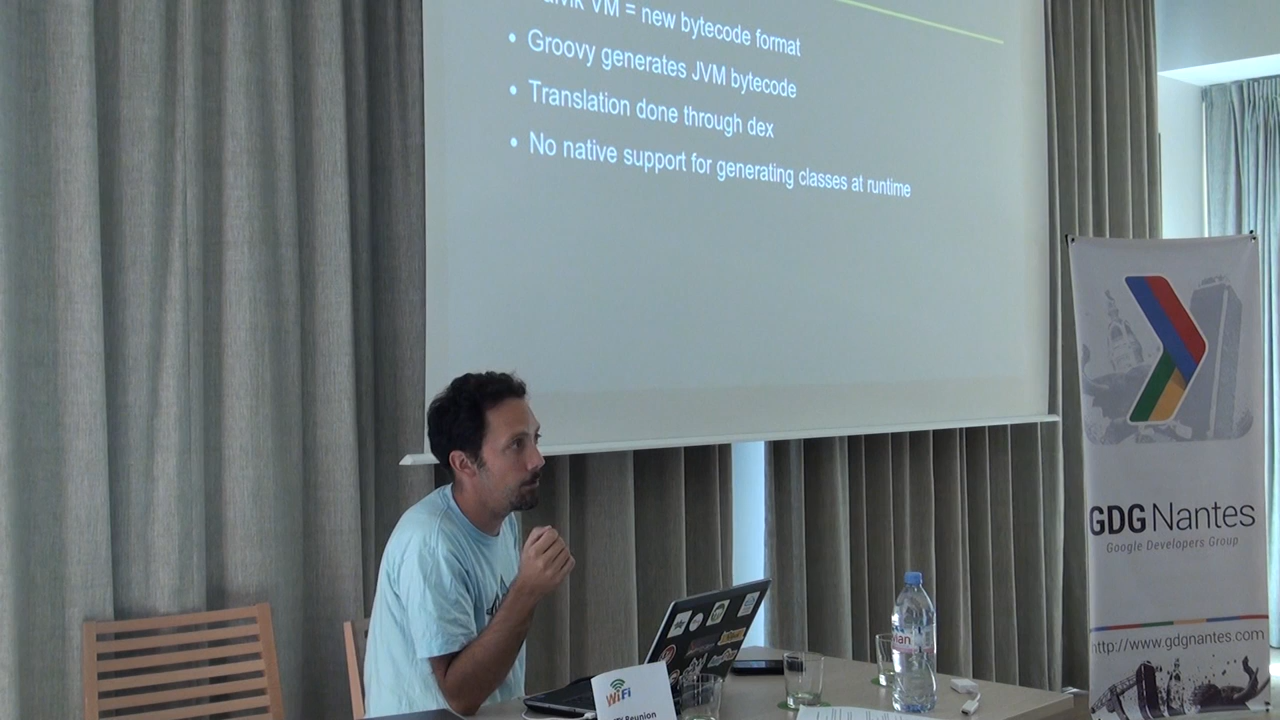 VM = new bytecode format
• Groovy generates JVM bytecode
• Translation done through dex
• No native support for generating classes at runtime
GDG Nantes
Google Developers Group
http://www.gdgnantes.com
WiFi
Reunion